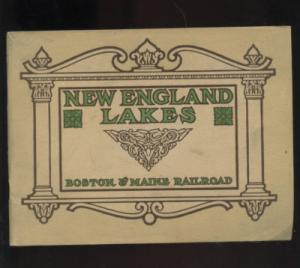 NEW ENGLAND
LAKES
BOSTON & MAINE RAILROAD